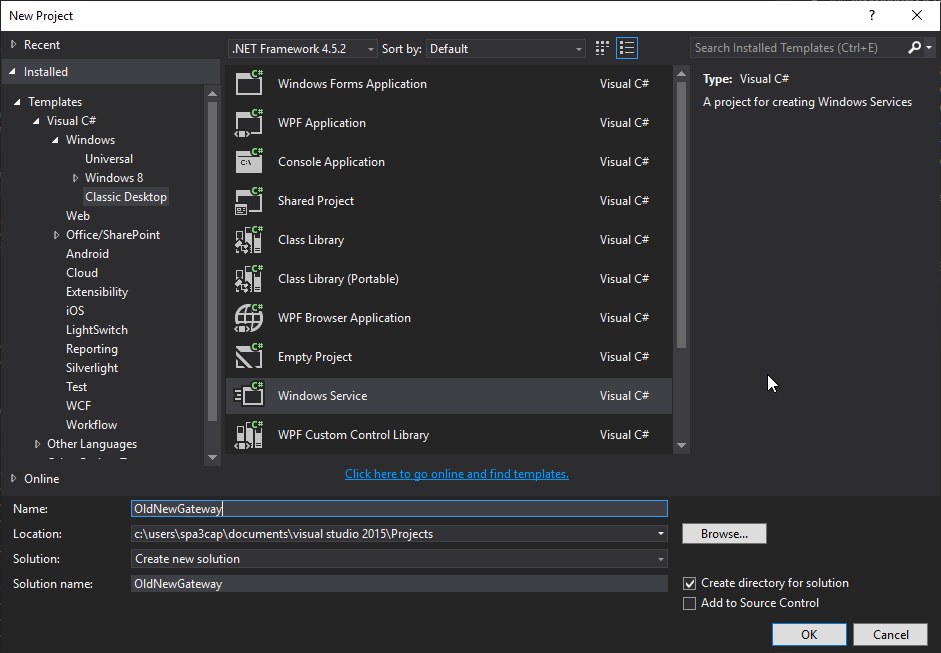 New Project
?
Recent
Installed
Templates
Visual C#
Windows
Universal
Windows 8
Classic Desktop
Web
Office/SharePoint
Android
Cloud
Extensibility
iOS
LightSwitch
Reporting
Silverlight
Test
WCF
Workflow
Other Languages
Online
.NET Framework 4.5.2 Sort by: Default
Windows Forms Application Visual C#
WPF Application Visual C#
Console Application Visual C#
Shared Project Visual C#
Class Library Visual C#
Class Library (Portable) Visual C#
WPF Browser Application Visual C#
Empty Project Visual C#
Windows Service Visual C#
WPF Custom Control Library Visual C#
Click here to go online and find templates.
Search Installed Templates (Ctrl+E)
Type: Visual C#
A project for creating Windows Services
Name: OldNewGateway
Location: c:\users\spa3cap\documents\visual studio 2015\Projects
Browse...
Solution: Create new solution
Solution name: OldNewGateway
Create directory for solution
Add to Source Control
OK Cancel